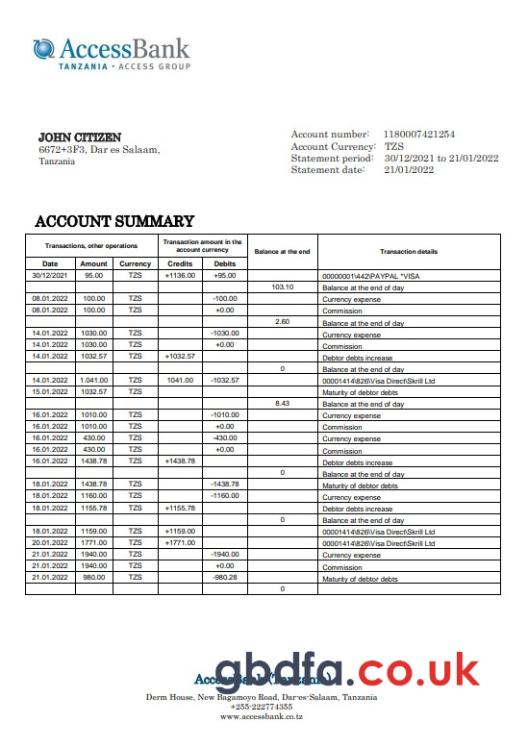 AccessBank
TANZANIA • ACCESS GROUP
JOHN CITIZEN
6672+3F3, Dar es Salaam,
Tanzania
Account number: 1180007421254
Account Currency: TZS
Statement period: 30/12/2021 to 21/01/2022
Statement date: 21/01/2022
ACCOUNT SUMMARY
Transactions, other operations Transaction amount in the account currency Balance at the end Transaction details
Date Amount Currency Credits Debits
30/12/2021 95.00 TZS +1136.00 +95.00 00000001\442\PAYPAL *VISA
103.10 Balance at the end of day
08.01.2022 100.00 TZS -100.00 Currency expense
08.01.2022 100.00 TZS +0.00 Commission
2.60 Balance at the end of day
14.01.2022 1030.00 TZS -1030.00 Currency expense
14.01.2022 1030.00 TZS +0.00 Commission
14.01.2022 1032.57 TZS +1032.57 Debtor debts increase
0 Balance at the end of day
14.01.2022 1.041.00 TZS 1041.00 -1032.57 00001414\826\Visa Direct\Skrill Ltd
15.01.2022 1032.57 TZS Maturity of debtor debts
8.43 Balance at the end of day
16.01.2022 1010.00 TZS -1010.00 Currency expense
16.01.2022 1010.00 TZS +0.00 Commission
16.01.2022 430.00 TZS -430.00 Currency expense
16.01.2022 430.00 TZS +0.00 Commission
16.01.2022 1438.78 TZS +1438.78 Debtor debts increase
0 Balance at the end of day
18.01.2022 1438.78 TZS -1438.78 Maturity of debtor debts
18.01.2022 1160.00 TZS -1160.00 Currency expense
18.01.2022 1155.78 TZS +1155.78 Debtor debts increase
0 Balance at the end of day
18.01.2022 1159.00 TZS +1159.00 00001414\826\Visa Direct\Skrill Ltd
20.01.2022 1771.00 TZS +1771.00 00001414\826\Visa Direct\Skrill Ltd
21.01.2022 1940.00 TZS -1940.00 Currency expense
21.01.2022 1940.00 TZS +0.00 Commission
21.01.2022 980.00 TZS -980.28 Maturity of debtor debts
0
AccessBank (Tanzania)
gbdfa.co.uk
Derm House, New Bagamoyo Road, Dar-es-Salaam, Tanzania
+255-222774355
www.accessbank.co.tz